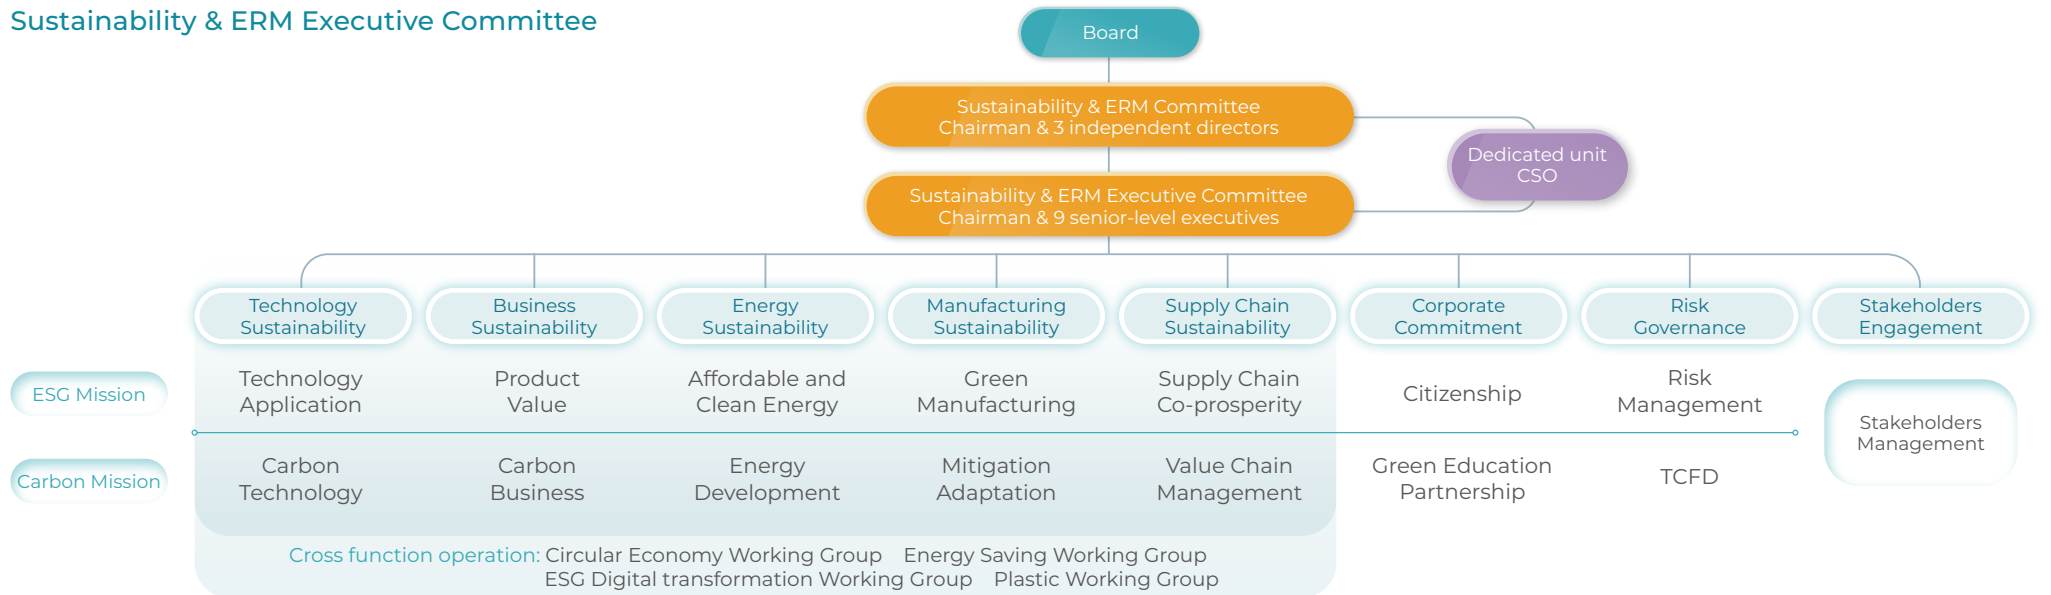 Sustainability & ERM Executive Committee
Board
Sustainability & ERM Committee
Chairman & 3 independent directors
Dedicated unit
CSO
Sustainability & ERM Executive Committee
Chairman & 9 senior-level executives
Technology
Sustainability
Business
Sustainability
Energy
Sustainability
Manufacturing
Sustainability
Supply Chain
Sustainability
Corporate
Commitment
Risk
Governance
Stakeholders
Engagement
ESG Mission
Technology
Application
Product
Value
Affordable and
Clean Energy
Green
Manufacturing
Supply Chain
Co-prosperity
Citizenship
Risk
Management
Stakeholders
Management
Carbon Mission
Carbon
Technology
Carbon
Business
Energy
Development
Mitigation
Adaptation
Value Chain
Management
Green Education
Partnership
TCFD
Cross function operation: Circular Economy Working Group Energy Saving Working Group
ESG Digital transformation Working Group Plastic Working Group